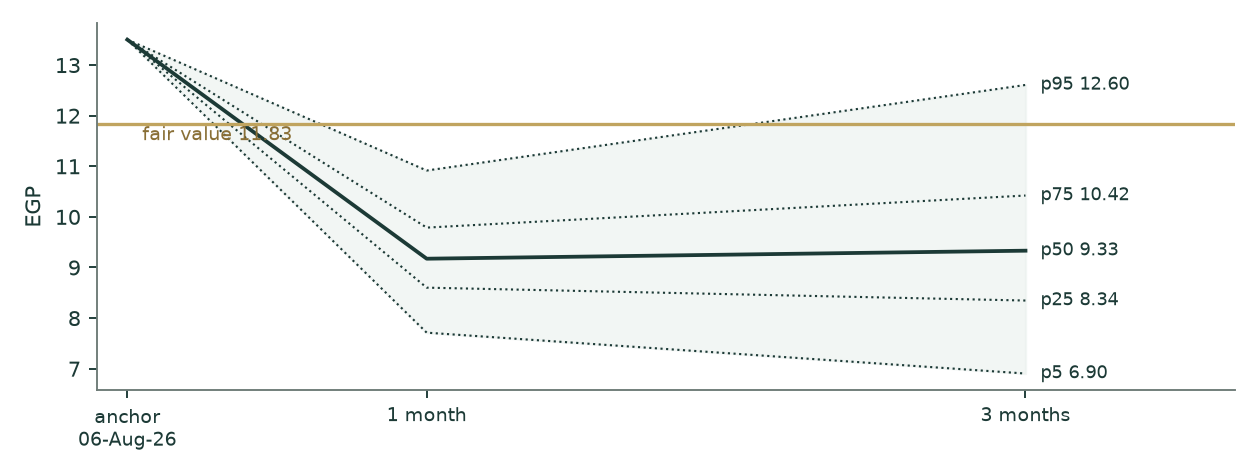 EGP
13
12
11
10
9
8
7
fair value 11.83
p95 12.60
p75 10.42
p50 9.33
p25 8.34
p5 6.90
anchor
06-Aug-26
1 month
3 months